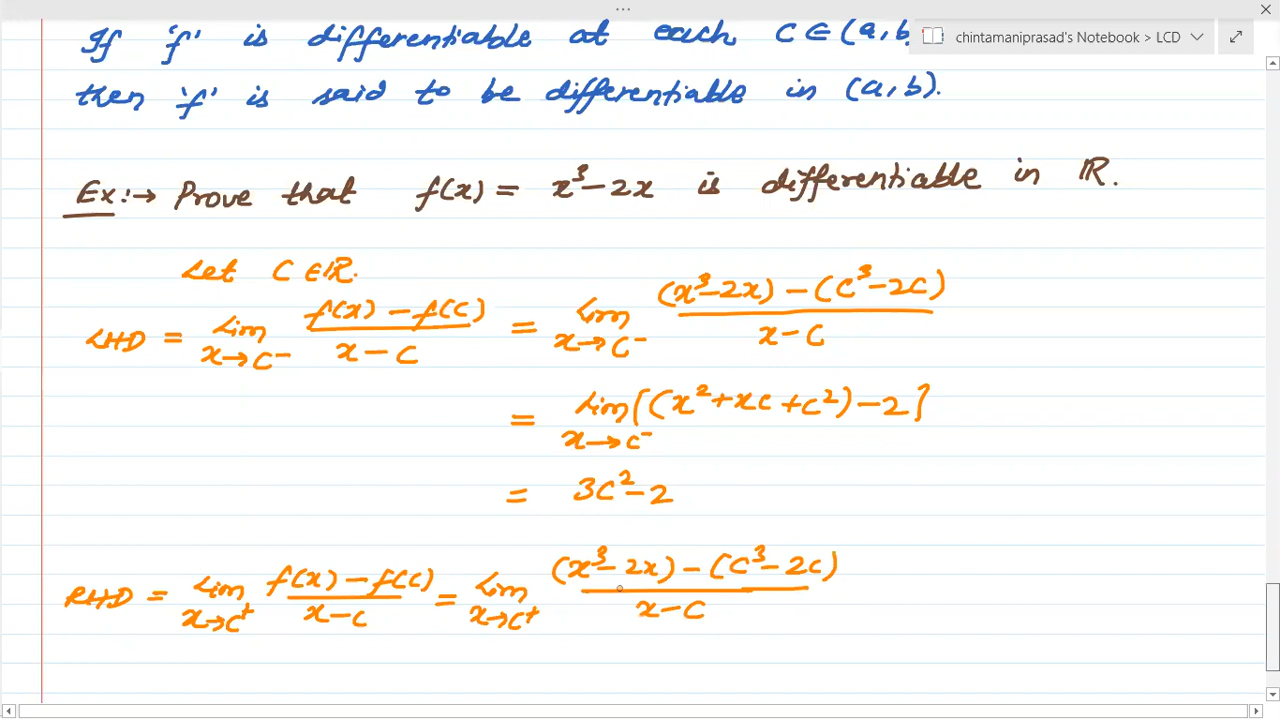 ...
chintamaniprasad's Notebook > LCD
If 'f' is differentiable at each C ∈ (a, b
then 'f' is said to be differentiable in (a, b).
Ex:→ Prove that f(x) = x³ - 2x is differentiable in ℝ.
Let C ∈ ℝ.
LHD = Lim x→C⁻ (f(x) - f(C))/(x - C) = Lim x→C⁻ ((x³-2x) - (C³-2C))/(x-C)
= Lim x→C⁻ {(x²+xc+c²) - 2}
= 3C² - 2
RHD = Lim x→C⁺ (f(x) - f(C))/(x-C) = Lim x→C⁺ ((x³-2x) - (C³-2C))/(x-C)